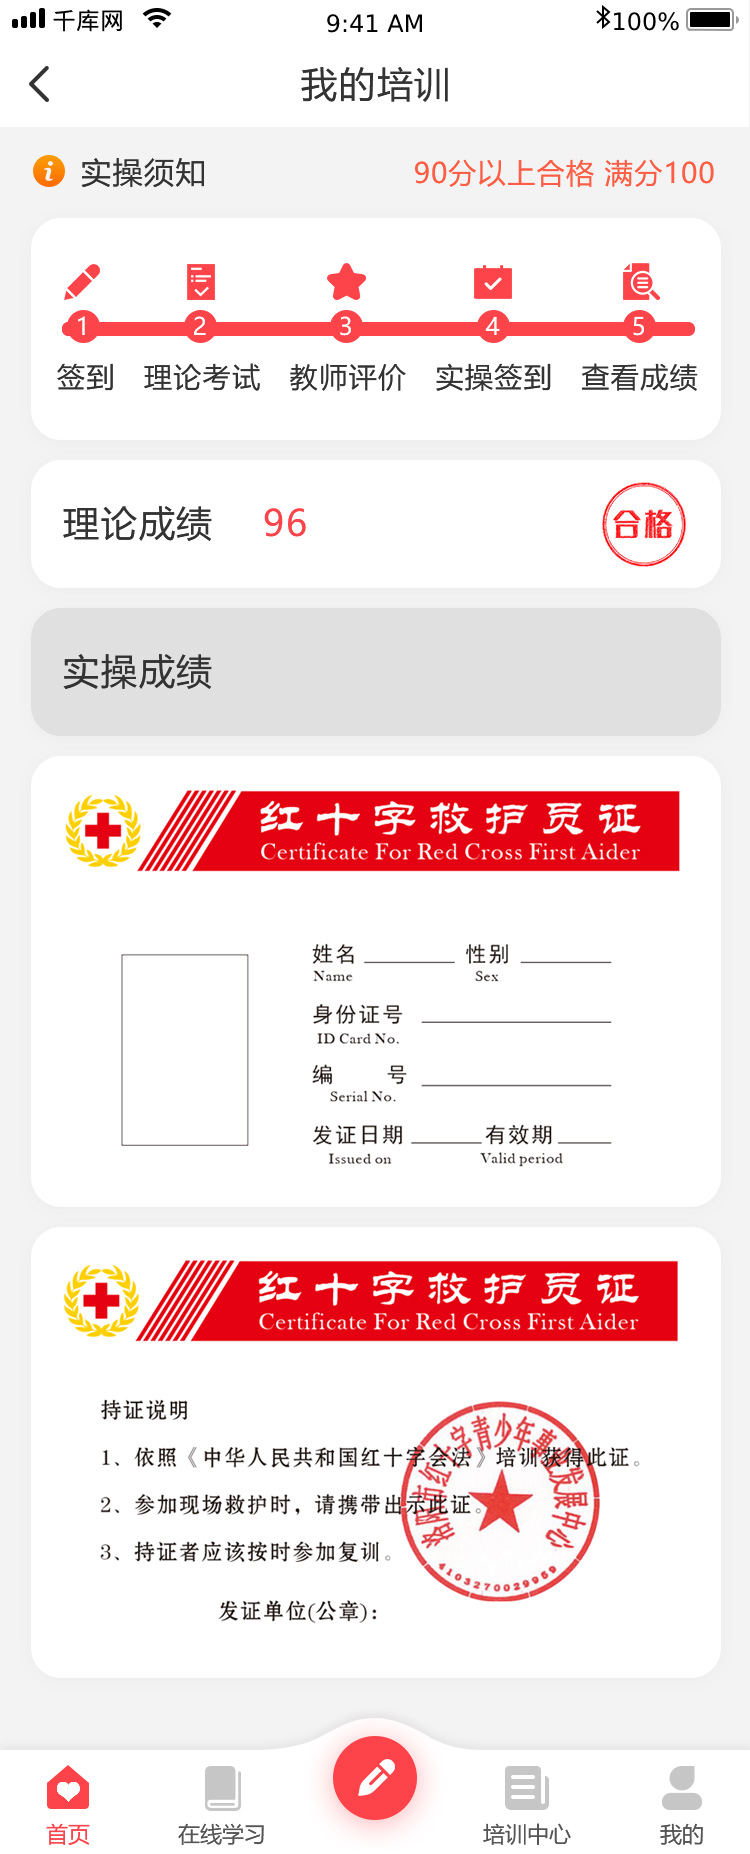 千库网 9:41 AM 100%
我的培训
实操须知 90分以上合格 满分100
1 2 3 4 5
签到 理论考试 教师评价 实操签到 查看成绩
理论成绩 96 合格
实操成绩
红十字救护员证
Certificate For Red Cross First Aider
姓名 性别
Name Sex
身份证号
ID Card No.
编 号
Serial No.
发证日期 有效期
Issued on Valid period
红十字救护员证
Certificate For Red Cross First Aider
持证说明
1、依照《中华人民共和国红十字会法》培训获得此证。
2、参加现场救护时，请携带出示此证。
3、持证者应该按时参加复训。
发证单位(公章)：
洛阳市红十字青少年事业发展中心
4103270029959
首页 在线学习 培训中心 我的